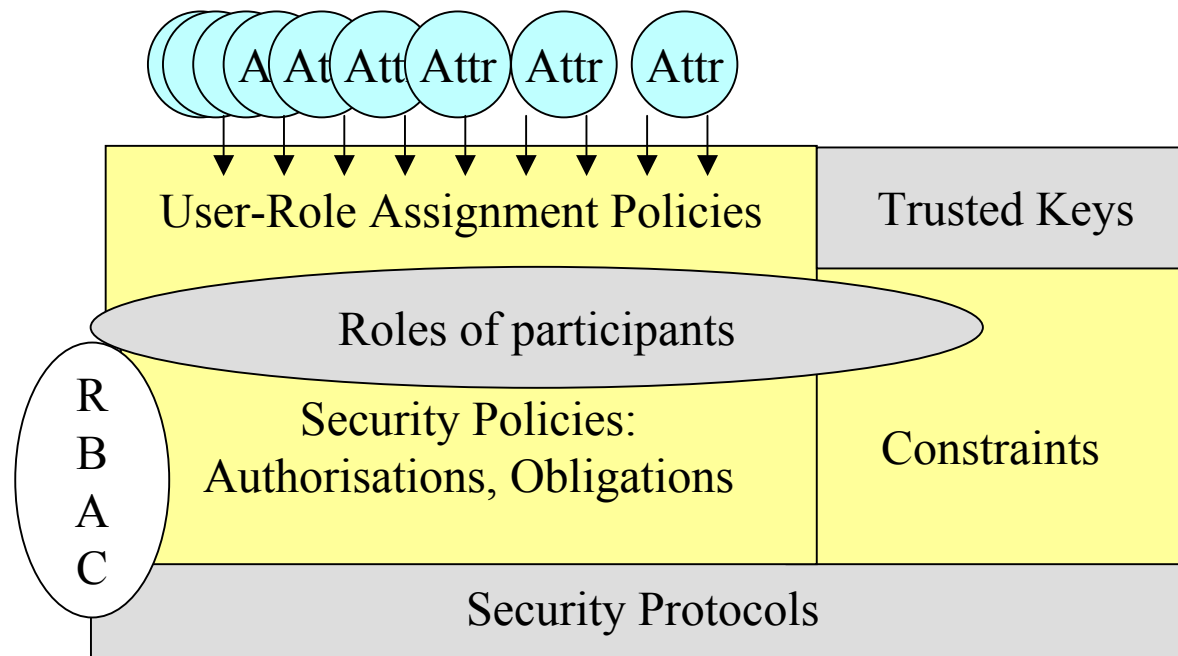 A At Att Attr Attr Attr
User-Role Assignment Policies
Trusted Keys
Roles of participants
R
B
A
C
Security Policies:
Authorisations, Obligations
Constraints
Security Protocols